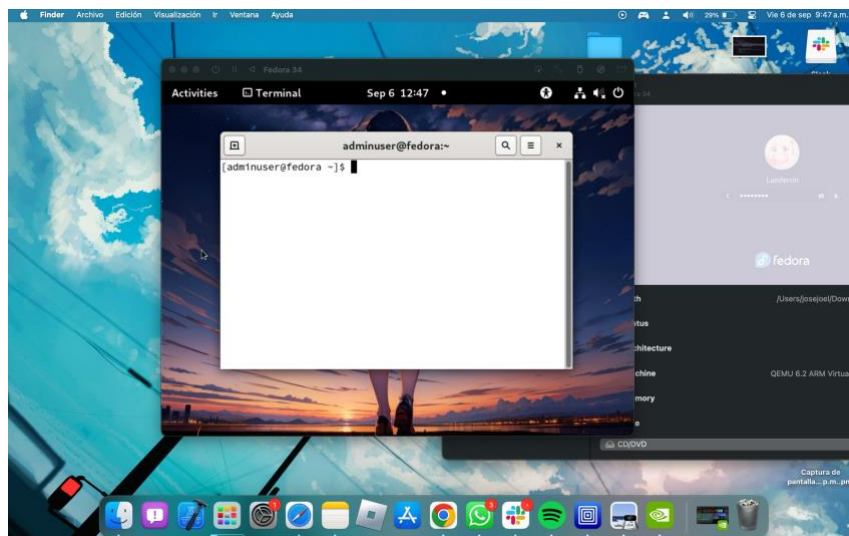 Finder Archivo Edición Visualización Ir Ventana Ayuda
29%
Vie 6 de sep 9:47 a.m.
Fedora 34
Activities Terminal Sep 6 12:47
adminuser@fedora:~
[adminuser@fedora ~]$
Landercin
fedora
/Users/josejoel/Dow
tus
hitecture
chine QEMU 6.2 ARM Virtua
mory
CD/DVD
Captura de
pantalla...p.m..pn